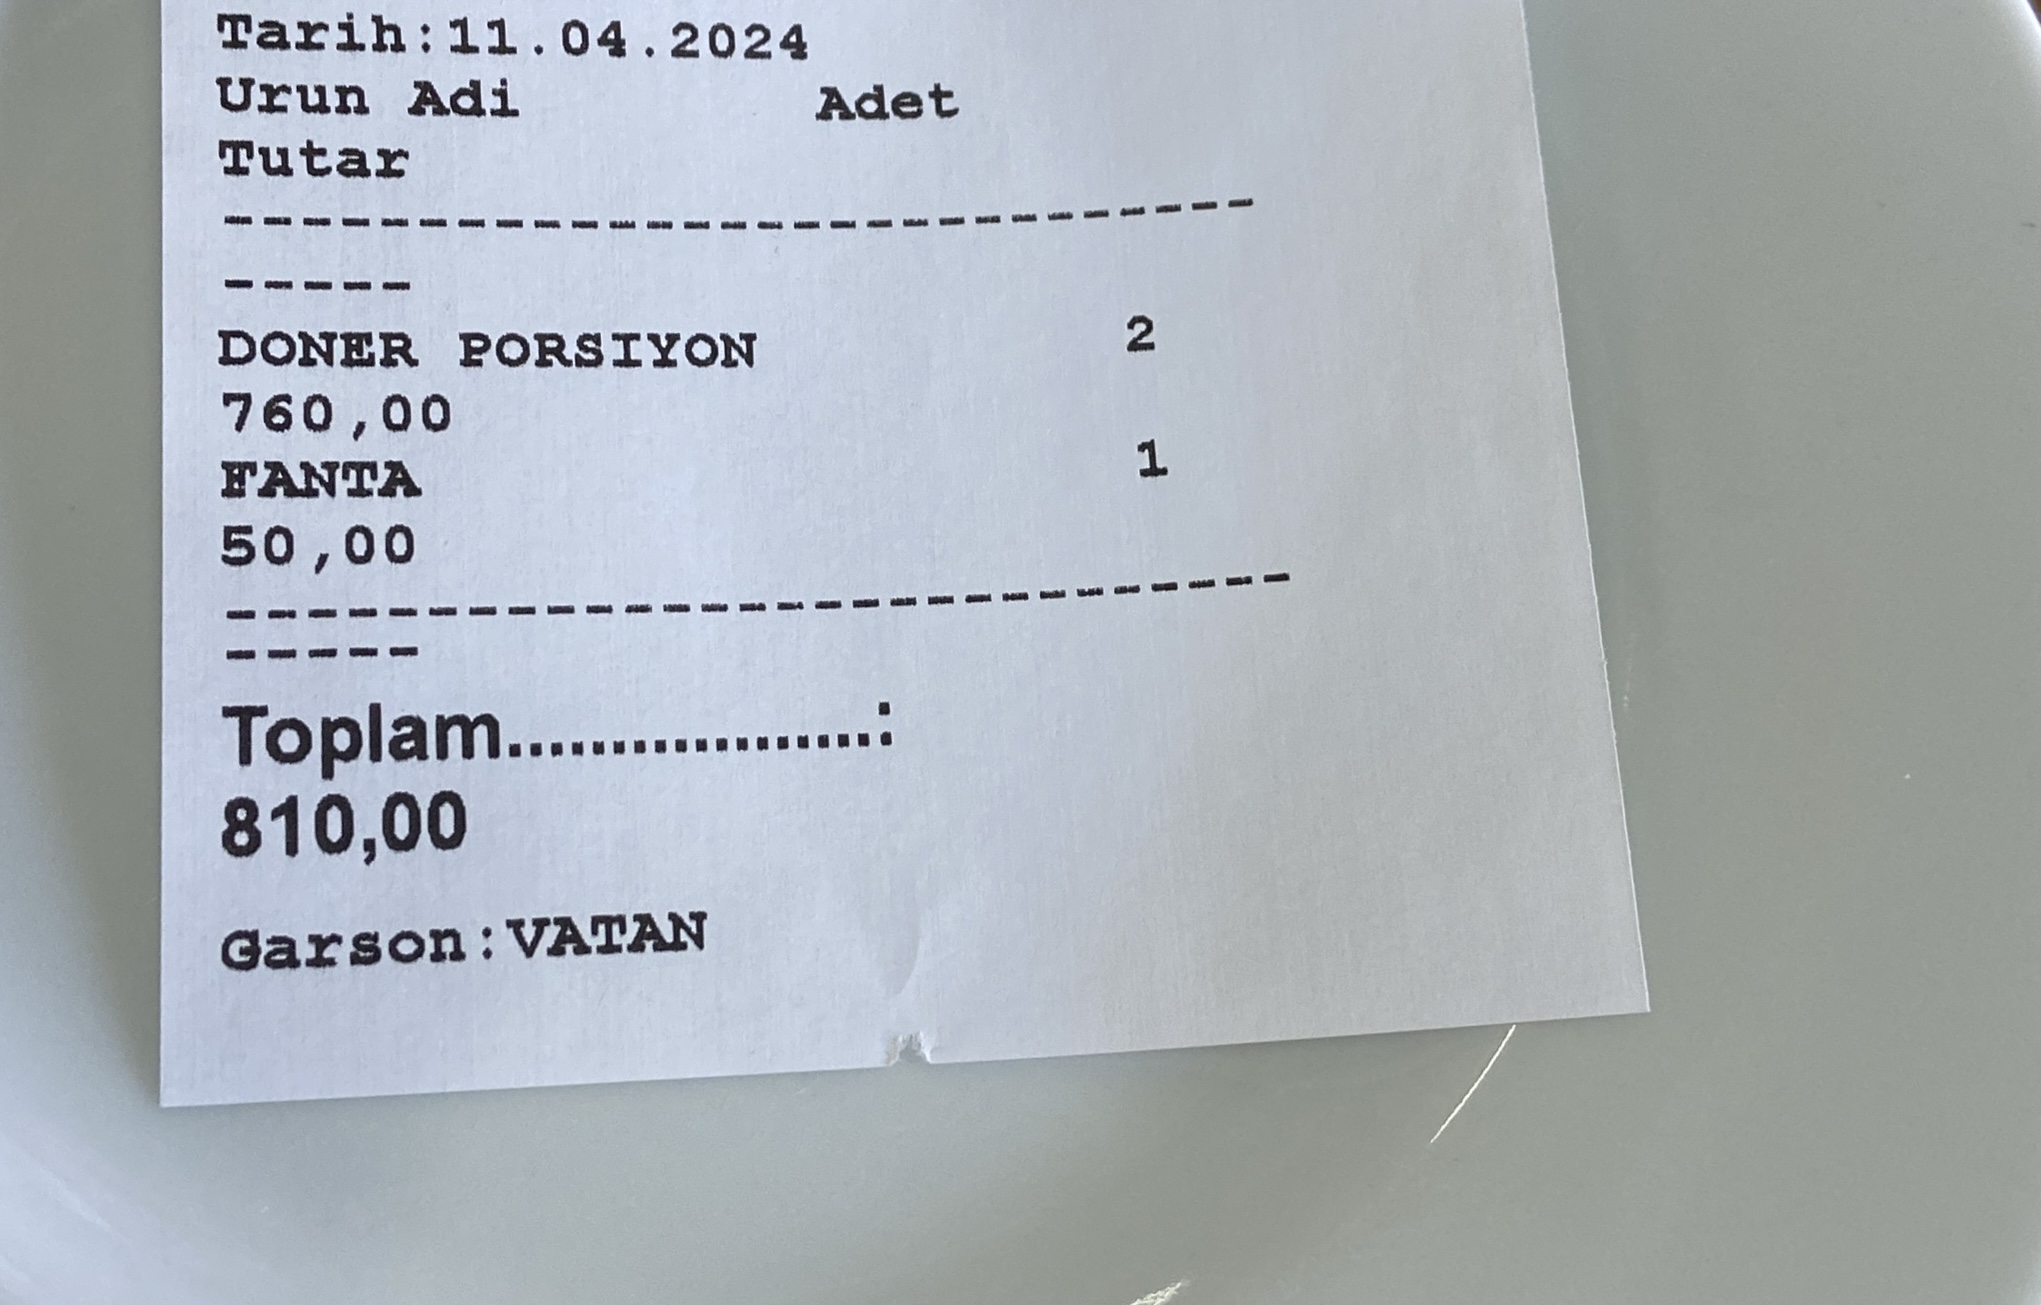 Tarih:11.04.2024
Urun Adi Adet
Tutar
---------------------------
-----
DONER PORSIYON 2
760,00
FANTA 1
50,00
---------------------------
-----
Toplam..................:
810,00
Garson:VATAN